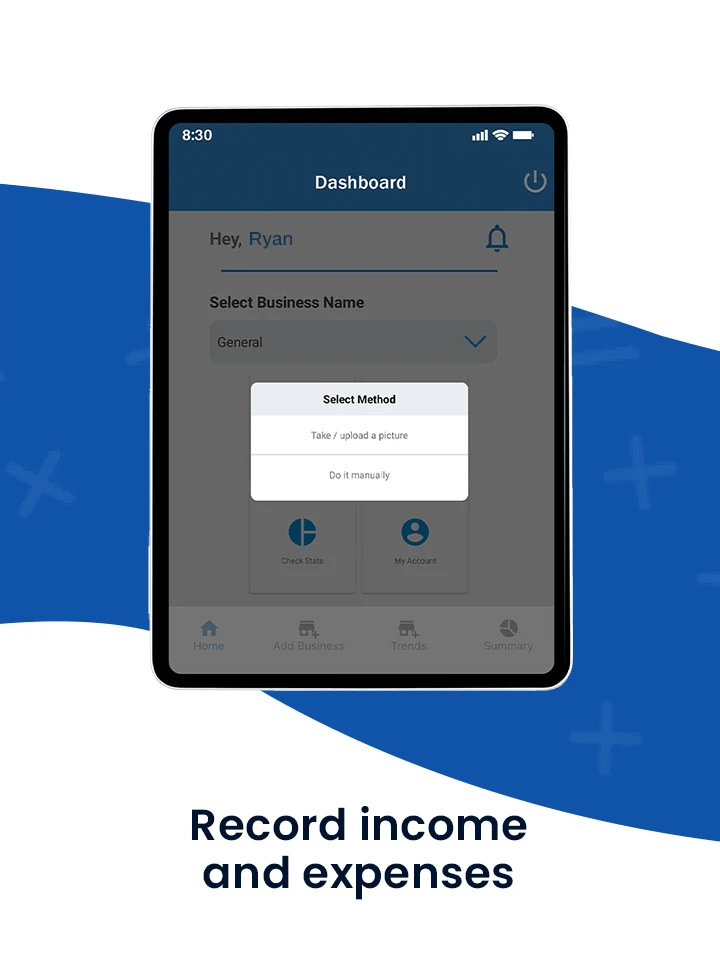 8:30
Dashboard
Hey, Ryan
Select Business Name
General
Select Method
Take / upload a picture
Do it manually
Check Stats
My Account
Home
Add Business
Trends
Summary
Record income
and expenses